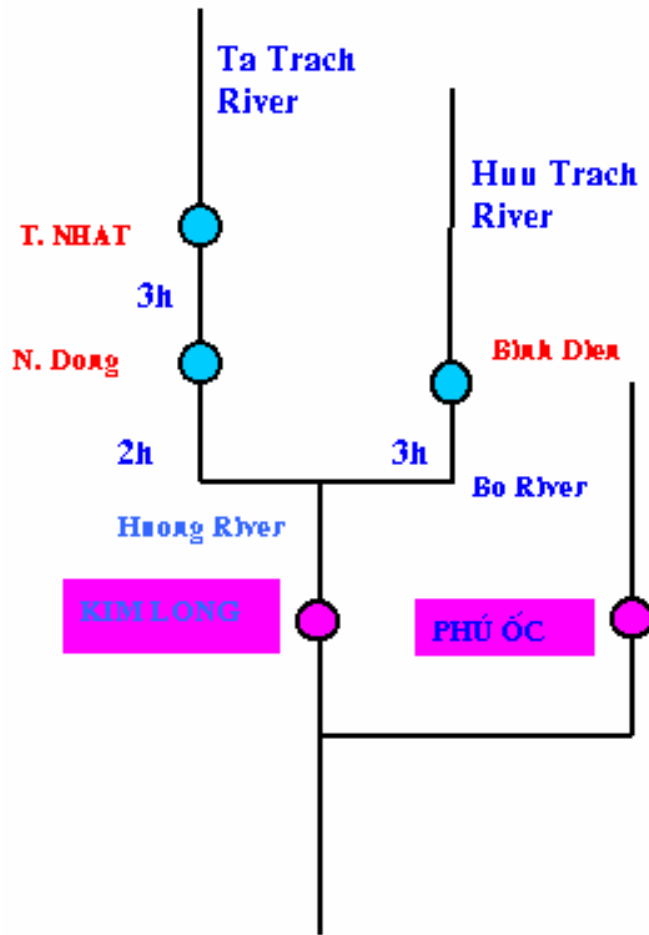 Ta Trach
River
Huu Trach
River
T. NHAT
3h
N. Dong
Binh Dien
2h
3h
Bo River
Huong River
KIM LONG
PHÚ ỐC